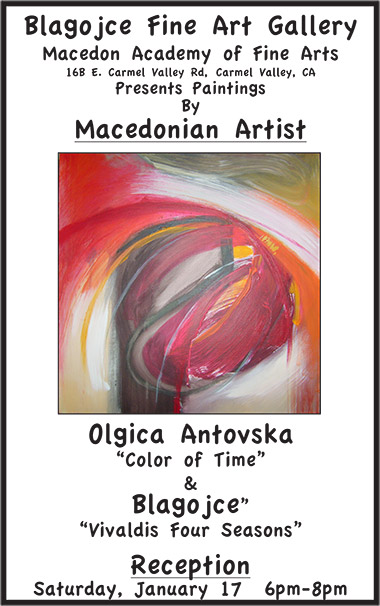 Blagojce Fine Art Gallery
Macedon Academy of Fine Arts
16B E. Carmel Valley Rd, Carmel Valley, CA
Presents Paintings
By
Macedonian Artist
Olgica Antovska
“Color of Time”
&
Blagojce”
“Vivaldis Four Seasons”
Reception
Saturday, January 17 6pm-8pm